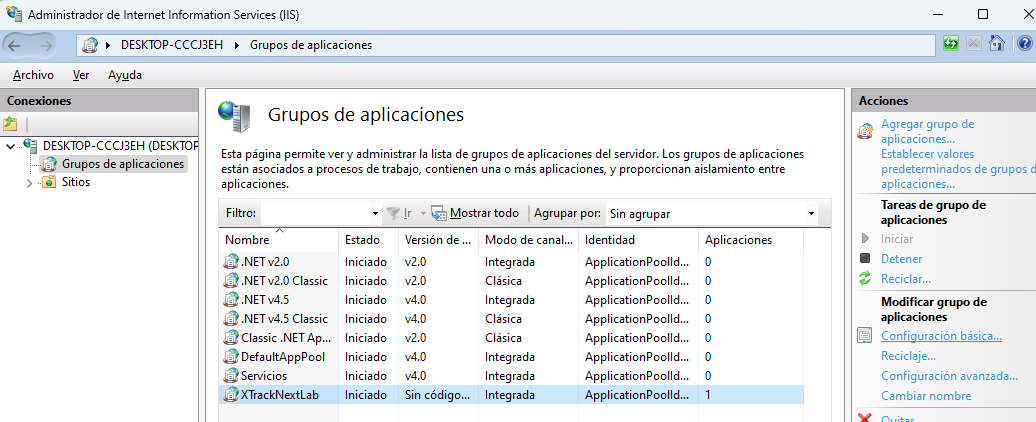 Administrador de Internet Information Services (IIS)
DESKTOP-CCCJ3EH Grupos de aplicaciones
Archivo Ver Ayuda
Conexiones
DESKTOP-CCCJ3EH (DESKTOP
Grupos de aplicaciones
Sitios
Grupos de aplicaciones
Esta página permite ver y administrar la lista de grupos de aplicaciones del servidor. Los grupos de aplicaciones
están asociados a procesos de trabajo, contienen una o más aplicaciones, y proporcionan aislamiento entre
aplicaciones.
Filtro: Ir Mostrar todo Agrupar por: Sin agrupar
Nombre Estado Versión de ... Modo de canal... Identidad Aplicaciones
.NET v2.0 Iniciado v2.0 Integrada ApplicationPoolId... 0
.NET v2.0 Classic Iniciado v2.0 Clásica ApplicationPoolId... 0
.NET v4.5 Iniciado v4.0 Integrada ApplicationPoolId... 0
.NET v4.5 Classic Iniciado v4.0 Clásica ApplicationPoolId... 0
Classic .NET Ap... Iniciado v2.0 Clásica ApplicationPoolId... 0
DefaultAppPool Iniciado v4.0 Integrada ApplicationPoolId... 0
Servicios Iniciado v4.0 Integrada ApplicationPoolId... 0
XTrackNextLab Iniciado Sin código... Integrada ApplicationPoolId... 1
Acciones
Agregar grupo de
aplicaciones...
Establecer valores
predeterminados de grupos d
aplicaciones...
Tareas de grupo de
aplicaciones
Iniciar
Detener
Reciclar...
Modificar grupo de
aplicaciones
Configuración básica...
Reciclaje...
Configuración avanzada...
Cambiar nombre
Quitar